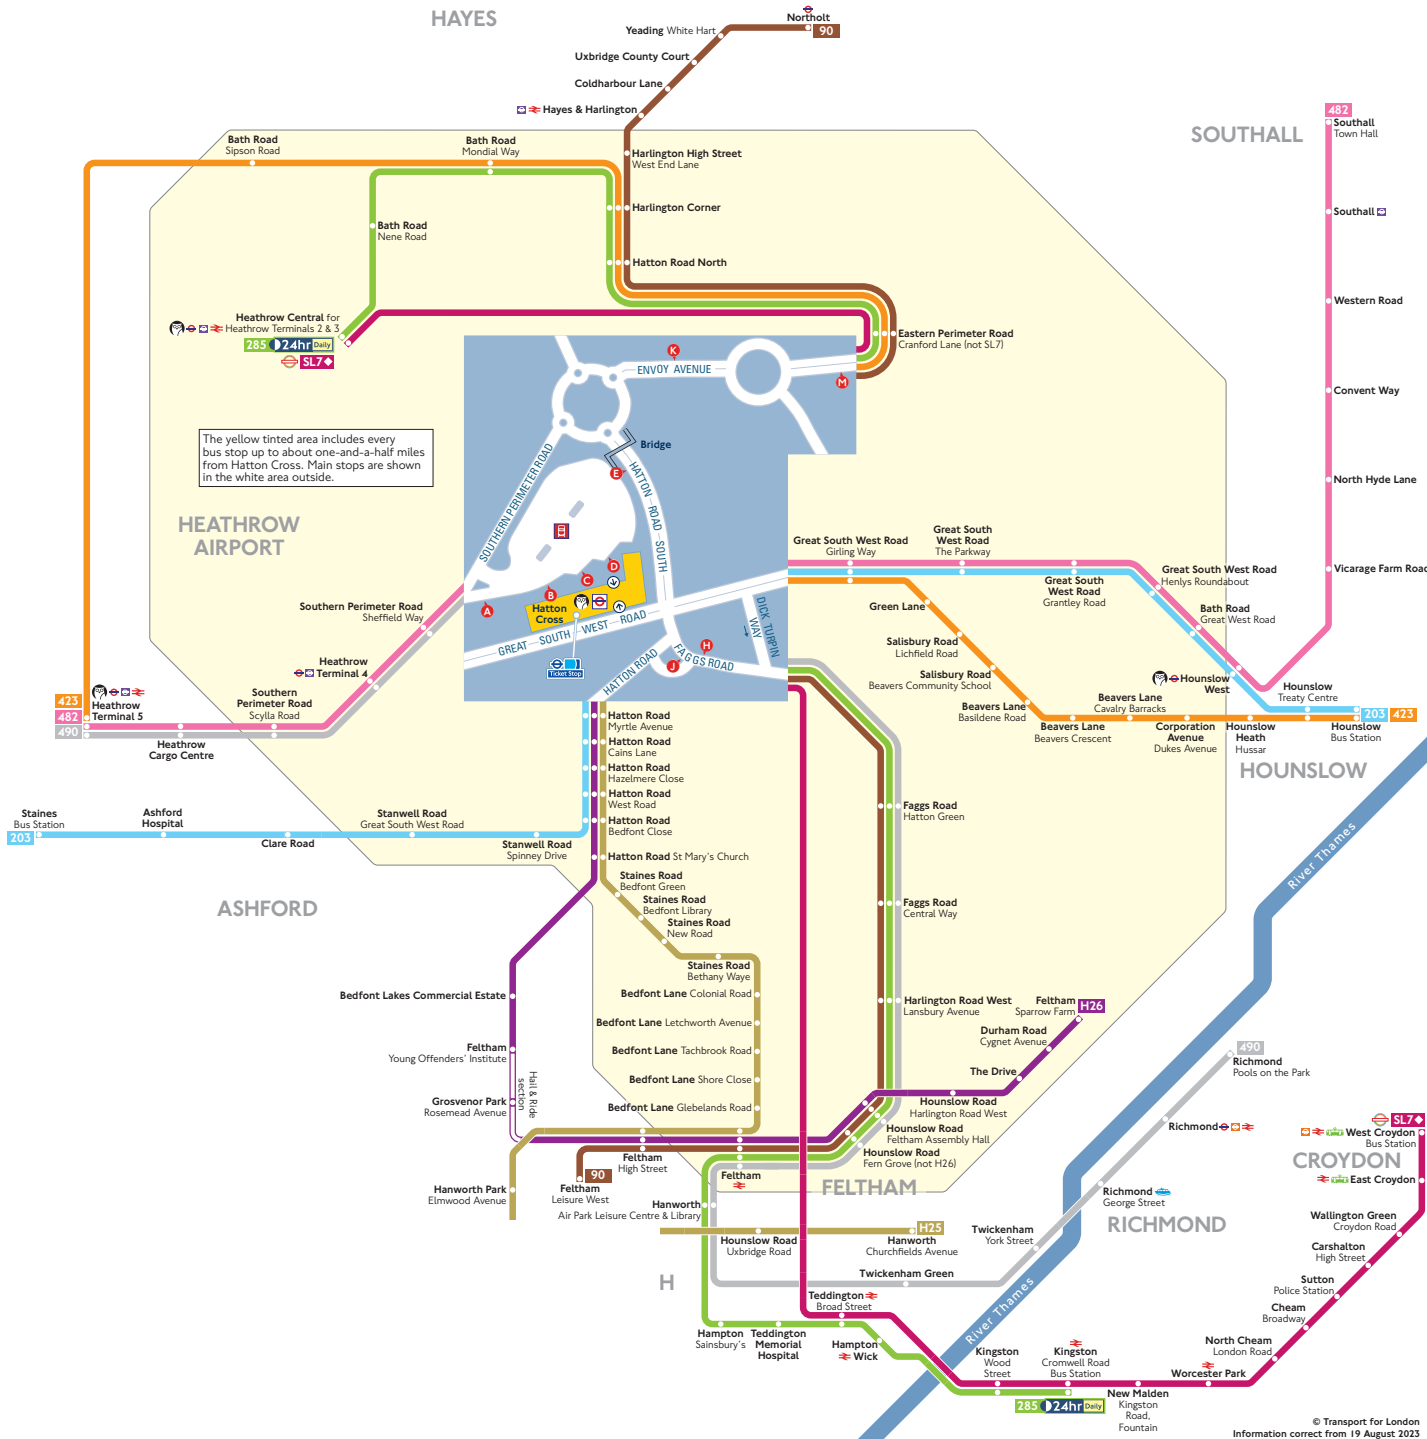 HAYES
Northolt
90
Yeading White Hart
Uxbridge County Court
Coldharbour Lane
Hayes & Harlington
482
Southall
Town Hall
SOUTHALL
Bath Road
Sipson Road
Bath Road
Mondial Way
Harlington High Street
West End Lane
Harlington Corner
Southall
Bath Road
Nene Road
Hatton Road North
Western Road
Heathrow Central for
Heathrow Terminals 2 & 3
285 24hr Daily
SL7
Eastern Perimeter Road
Cranford Lane (not SL7)
K
ENVOY AVENUE
M
Convent Way
The yellow tinted area includes every
bus stop up to about one-and-a-half miles
from Hatton Cross. Main stops are shown
in the white area outside.
Bridge
E
SOUTHERN PERIMETER ROAD
HATTON ROAD SOUTH
North Hyde Lane
HEATHROW
AIRPORT
Great South West Road
Girling Way
Great South
West Road
The Parkway
Great South
West Road
Grantley Road
Great South West Road
Henlys Roundabout
Vicarage Farm Road
D
C
B
A
Hatton
Cross
GREAT SOUTH WEST ROAD
DICK TURPIN
WAY
Ticket Stop
HATTON ROAD
FAGGS ROAD
H
J
Southern Perimeter Road
Sheffield Way
Green Lane
Bath Road
Great West Road
Salisbury Road
Lichfield Road
Salisbury Road
Beavers Community School
Hounslow
West
Heathrow
Terminal 4
Southern
Perimeter Road
Scylla Road
423
482
490
Heathrow
Terminal 5
Heathrow
Cargo Centre
Beavers Lane
Basildene Road
Beavers Lane
Beavers Crescent
Beavers Lane
Cavalry Barracks
Corporation
Avenue
Dukes Avenue
Hounslow
Heath
Hussar
Hounslow
Treaty Centre
203
423
Hounslow
Bus Station
HOUNSLOW
Hatton Road
Myrtle Avenue
Hatton Road
Cains Lane
Hatton Road
Hazelmere Close
Hatton Road
West Road
Hatton Road
Bedfont Close
Hatton Road St Mary's Church
Staines
Bus Station
203
Ashford
Hospital
Clare Road
Stanwell Road
Great South West Road
Stanwell Road
Spinney Drive
Faggs Road
Hatton Green
River Thames
Staines Road
Bedfont Green
Staines Road
Bedfont Library
Staines Road
New Road
Staines Road
Bethany Waye
ASHFORD
Faggs Road
Central Way
Bedfont Lakes Commercial Estate
Bedfont Lane Colonial Road
Bedfont Lane Letchworth Avenue
Bedfont Lane Tachbrook Road
Bedfont Lane Shore Close
Bedfont Lane Glebelands Road
Harlington Road West
Lansbury Avenue
Feltham
Sparrow Farm
H26
Durham Road
Cygnet Avenue
The Drive
Feltham
Young Offenders' Institute
Hail & Ride
section
Grosvenor Park
Rosemead Avenue
Hounslow Road
Harlington Road West
Hounslow Road
Feltham Assembly Hall
Hounslow Road
Fern Grove (not H26)
490
Richmond
Pools on the Park
Richmond
SL7
West Croydon
Bus Station
CROYDON
East Croydon
Feltham
High Street
Feltham
FELTHAM
Hanworth Park
Elmwood Avenue
90
Feltham
Leisure West
Hanworth
Air Park Leisure Centre & Library
Richmond
George Street
RICHMOND
Wallington Green
Croydon Road
H25
Hounslow Road
Uxbridge Road
Hanworth
Churchfields Avenue
Twickenham
York Street
Carshalton
High Street
Twickenham Green
H
Sutton
Police Station
Teddington
Broad Street
River Thames
Cheam
Broadway
Hampton
Sainsbury's
Teddington
Memorial
Hospital
Hampton
Wick
Kingston
Wood
Street
Kingston
Cromwell Road
Bus Station
North Cheam
London Road
Worcester Park
285 24hr Daily
New Malden
Kingston
Road,
Fountain
© Transport for London
Information correct from 19 August 2023